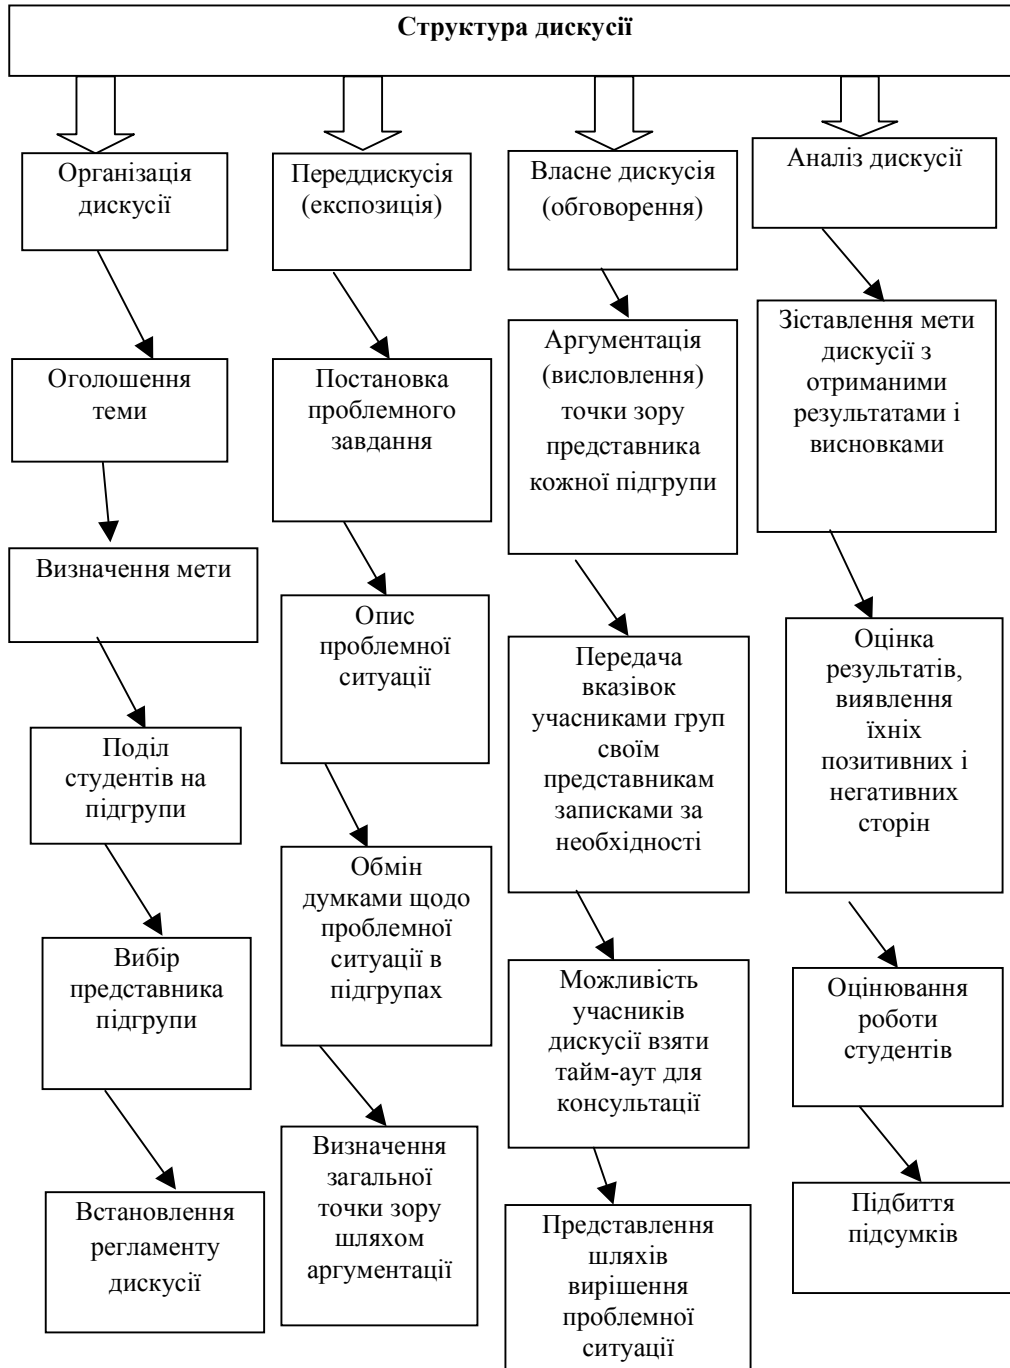 Структура дискусії
Організація
дискусії
Оголошення
теми
Визначення мети
Поділ
студентів на
підгрупи
Вибір
представника
підгрупи
Встановлення
регламенту
дискусії
Переддискусія
(експозиція)
Постановка
проблемного
завдання
Опис
проблемної
ситуації
Обмін
думками щодо
проблемної
ситуації в
підгрупах
Визначення
загальної
точки зору
шляхом
аргументації
Власне дискусія
(обговорення)
Аргументація
(висловлення)
точки зору
представника
кожної підгрупи
Передача
вказівок
учасниками груп
своїм
представникам
записками за
необхідності
Можливість
учасників
дискусії взяти
тайм-аут для
консультації
Представлення
шляхів
вирішення
проблемної
ситуації
Аналіз дискусії
Зіставлення мети
дискусії з
отриманими
результатами і
висновками
Оцінка
результатів,
виявлення
їхніх
позитивних і
негативних
сторін
Оцінювання
роботи
студентів
Підбиття
підсумків